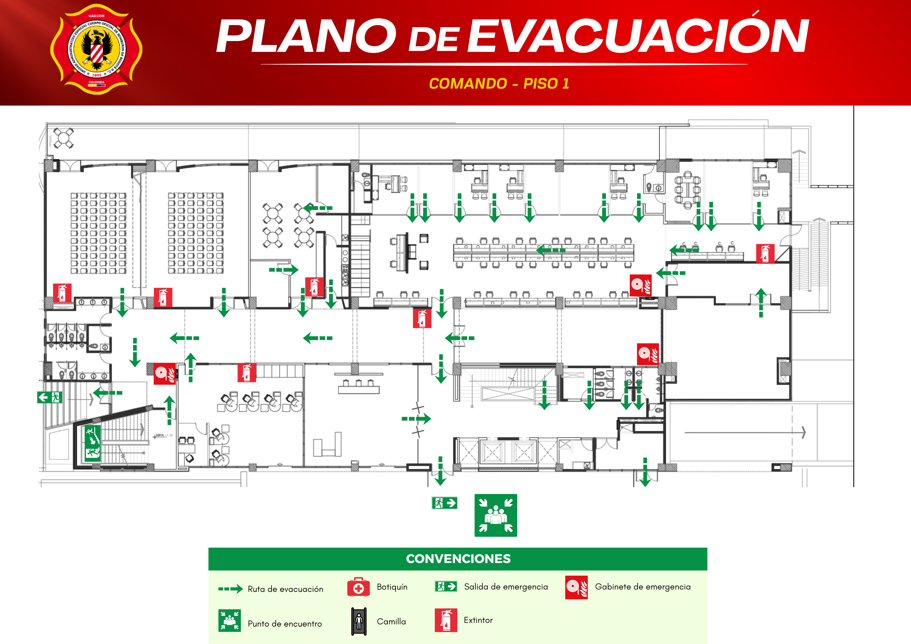 PLANO DE EVACUACIÓN
COMANDO - PISO 1
CONVENCIONES
Ruta de evacuación
Botiquín
Salida de emergencia
Gabinete de emergencia
Punto de encuentro
Camilla
Extintor